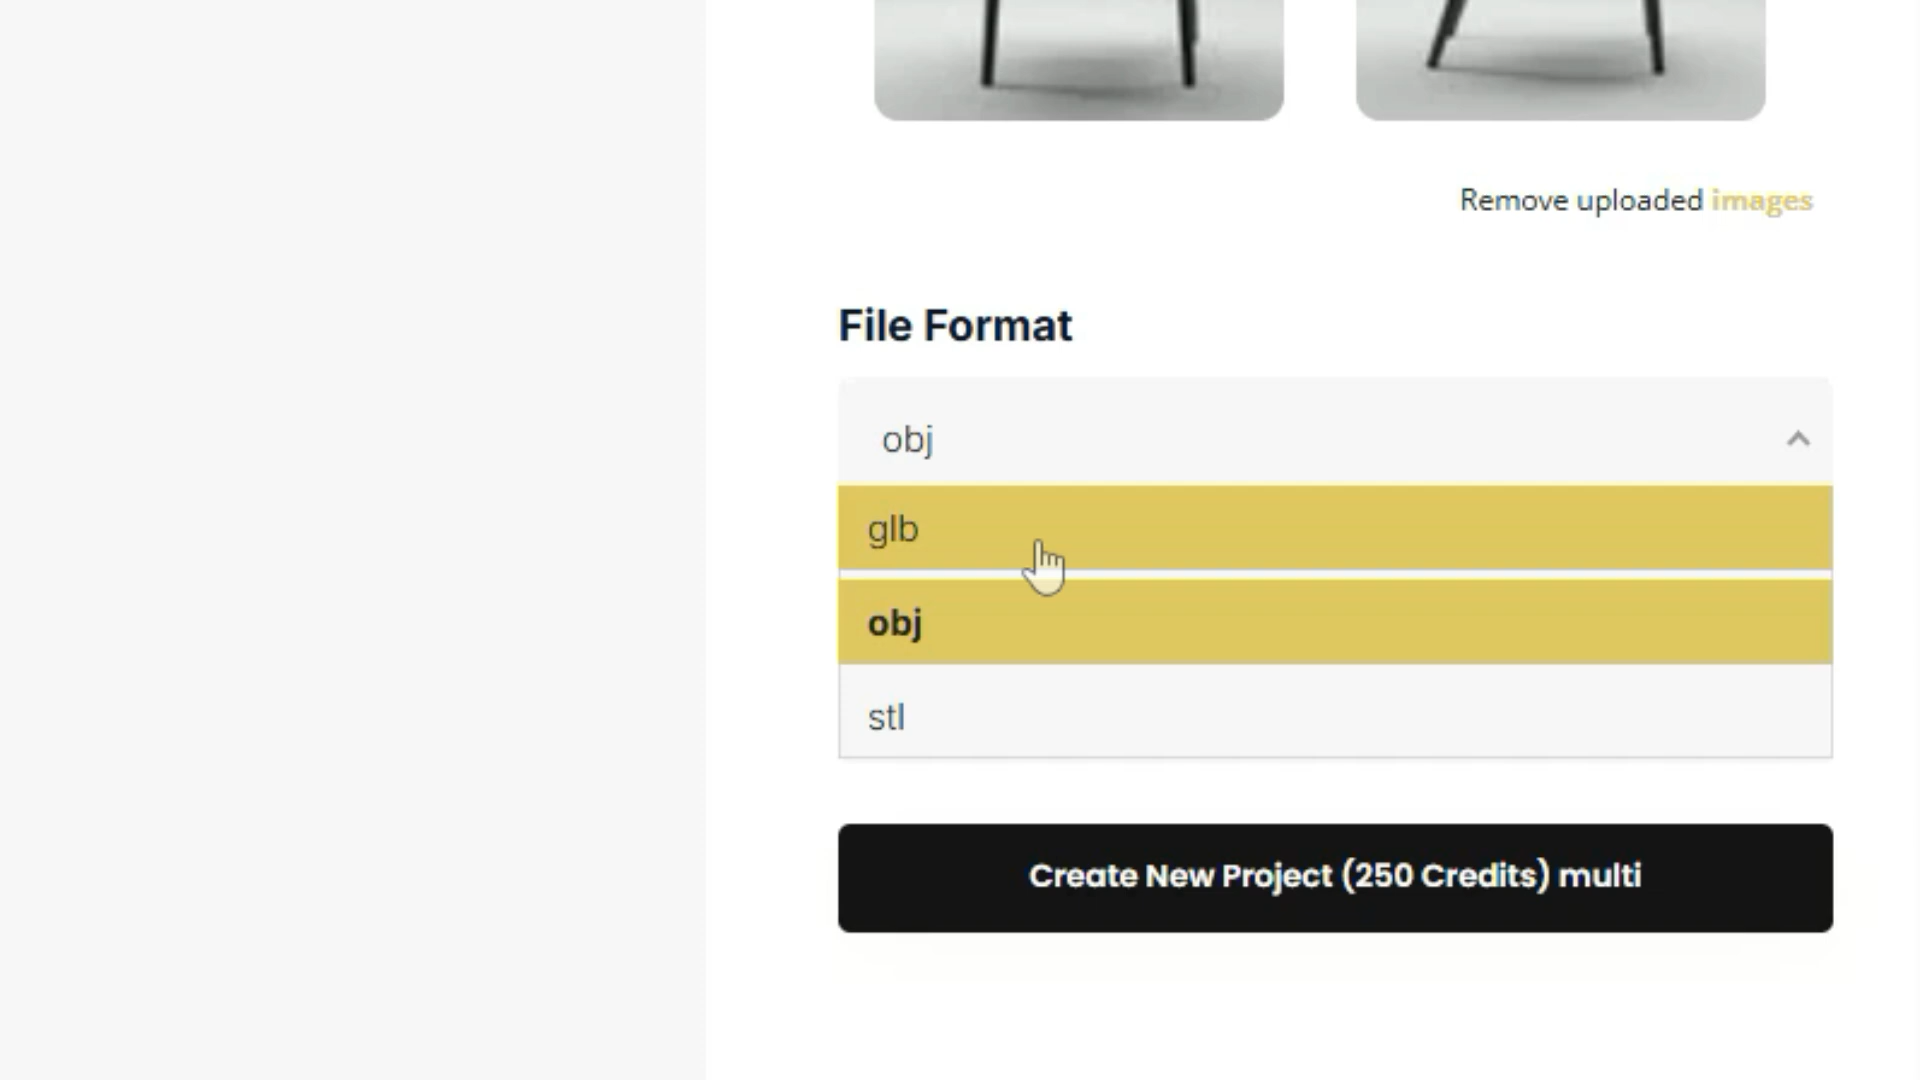 Remove uploaded images
File Format
obj
glb
obj
stl
Create New Project (250 Credits) multi